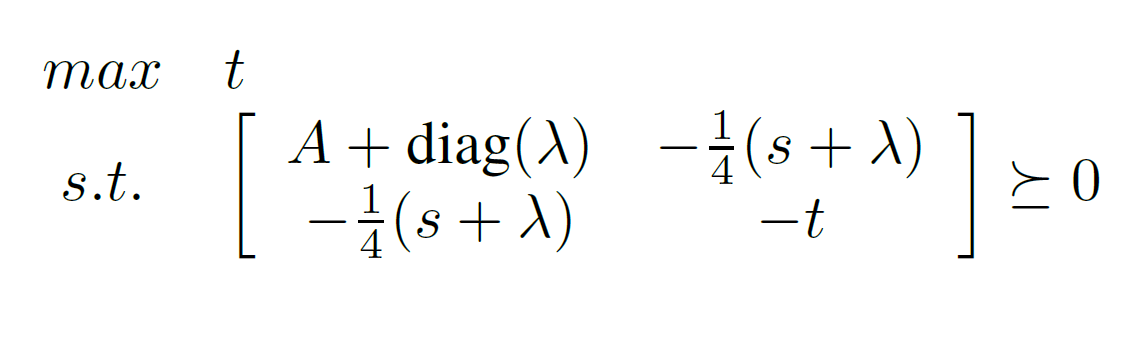 max t
s.t. [ A + diag(λ) −1/4(s + λ)
−1/4(s + λ) −t ] ⪰ 0